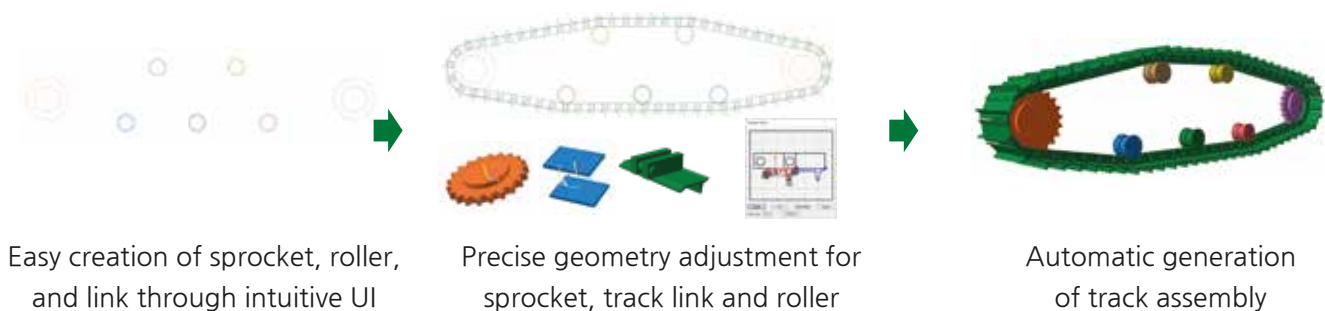 Easy creation of sprocket, roller,
and link through intuitive UI
Precise geometry adjustment for
sprocket, track link and roller
Automatic generation
of track assembly